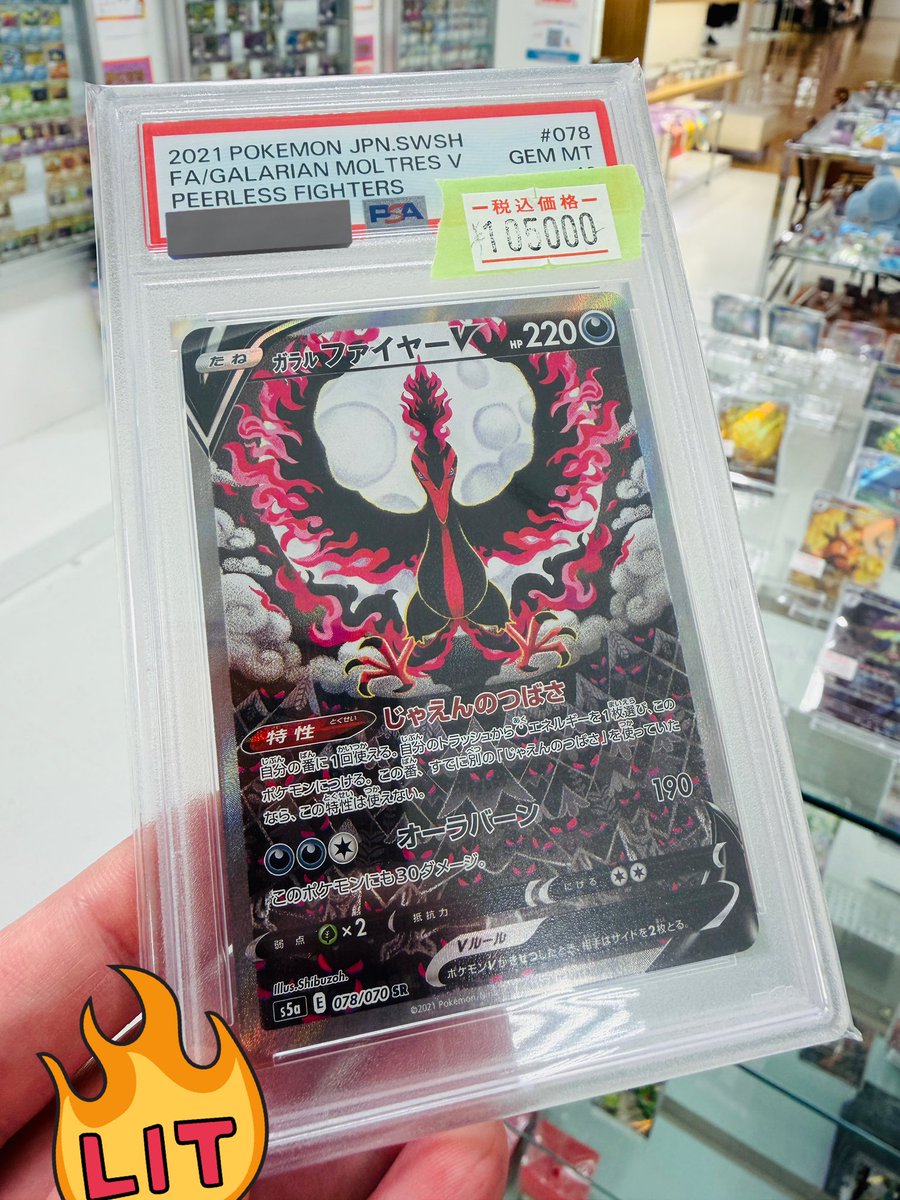 2021 POKEMON JPN.SWSH #078
FA/GALARIAN MOLTRES V GEM MT
PEERLESS FIGHTERS
PSA
税込価格
¥105000
たね ガラル ファイヤーV HP 220
特性 とくせい じゃえんのつばさ
自分の番に1回使える。自分のトラッシュからエネルギーを1枚選び、この
ポケモンにつける。この番、すでに別の「じゃえんのつばさ」を使っていた
なら、この特性は使えない。
オーラバーン 190
このポケモンにも30ダメージ。
弱点 ×2 抵抗力 にげる
Vルール
ポケモンVがきぜつしたとき、相手はサイドを2枚とる。
Illus.Shibuzoh.
s5a E 078/070 SR
©2021 Pokémon
LIT